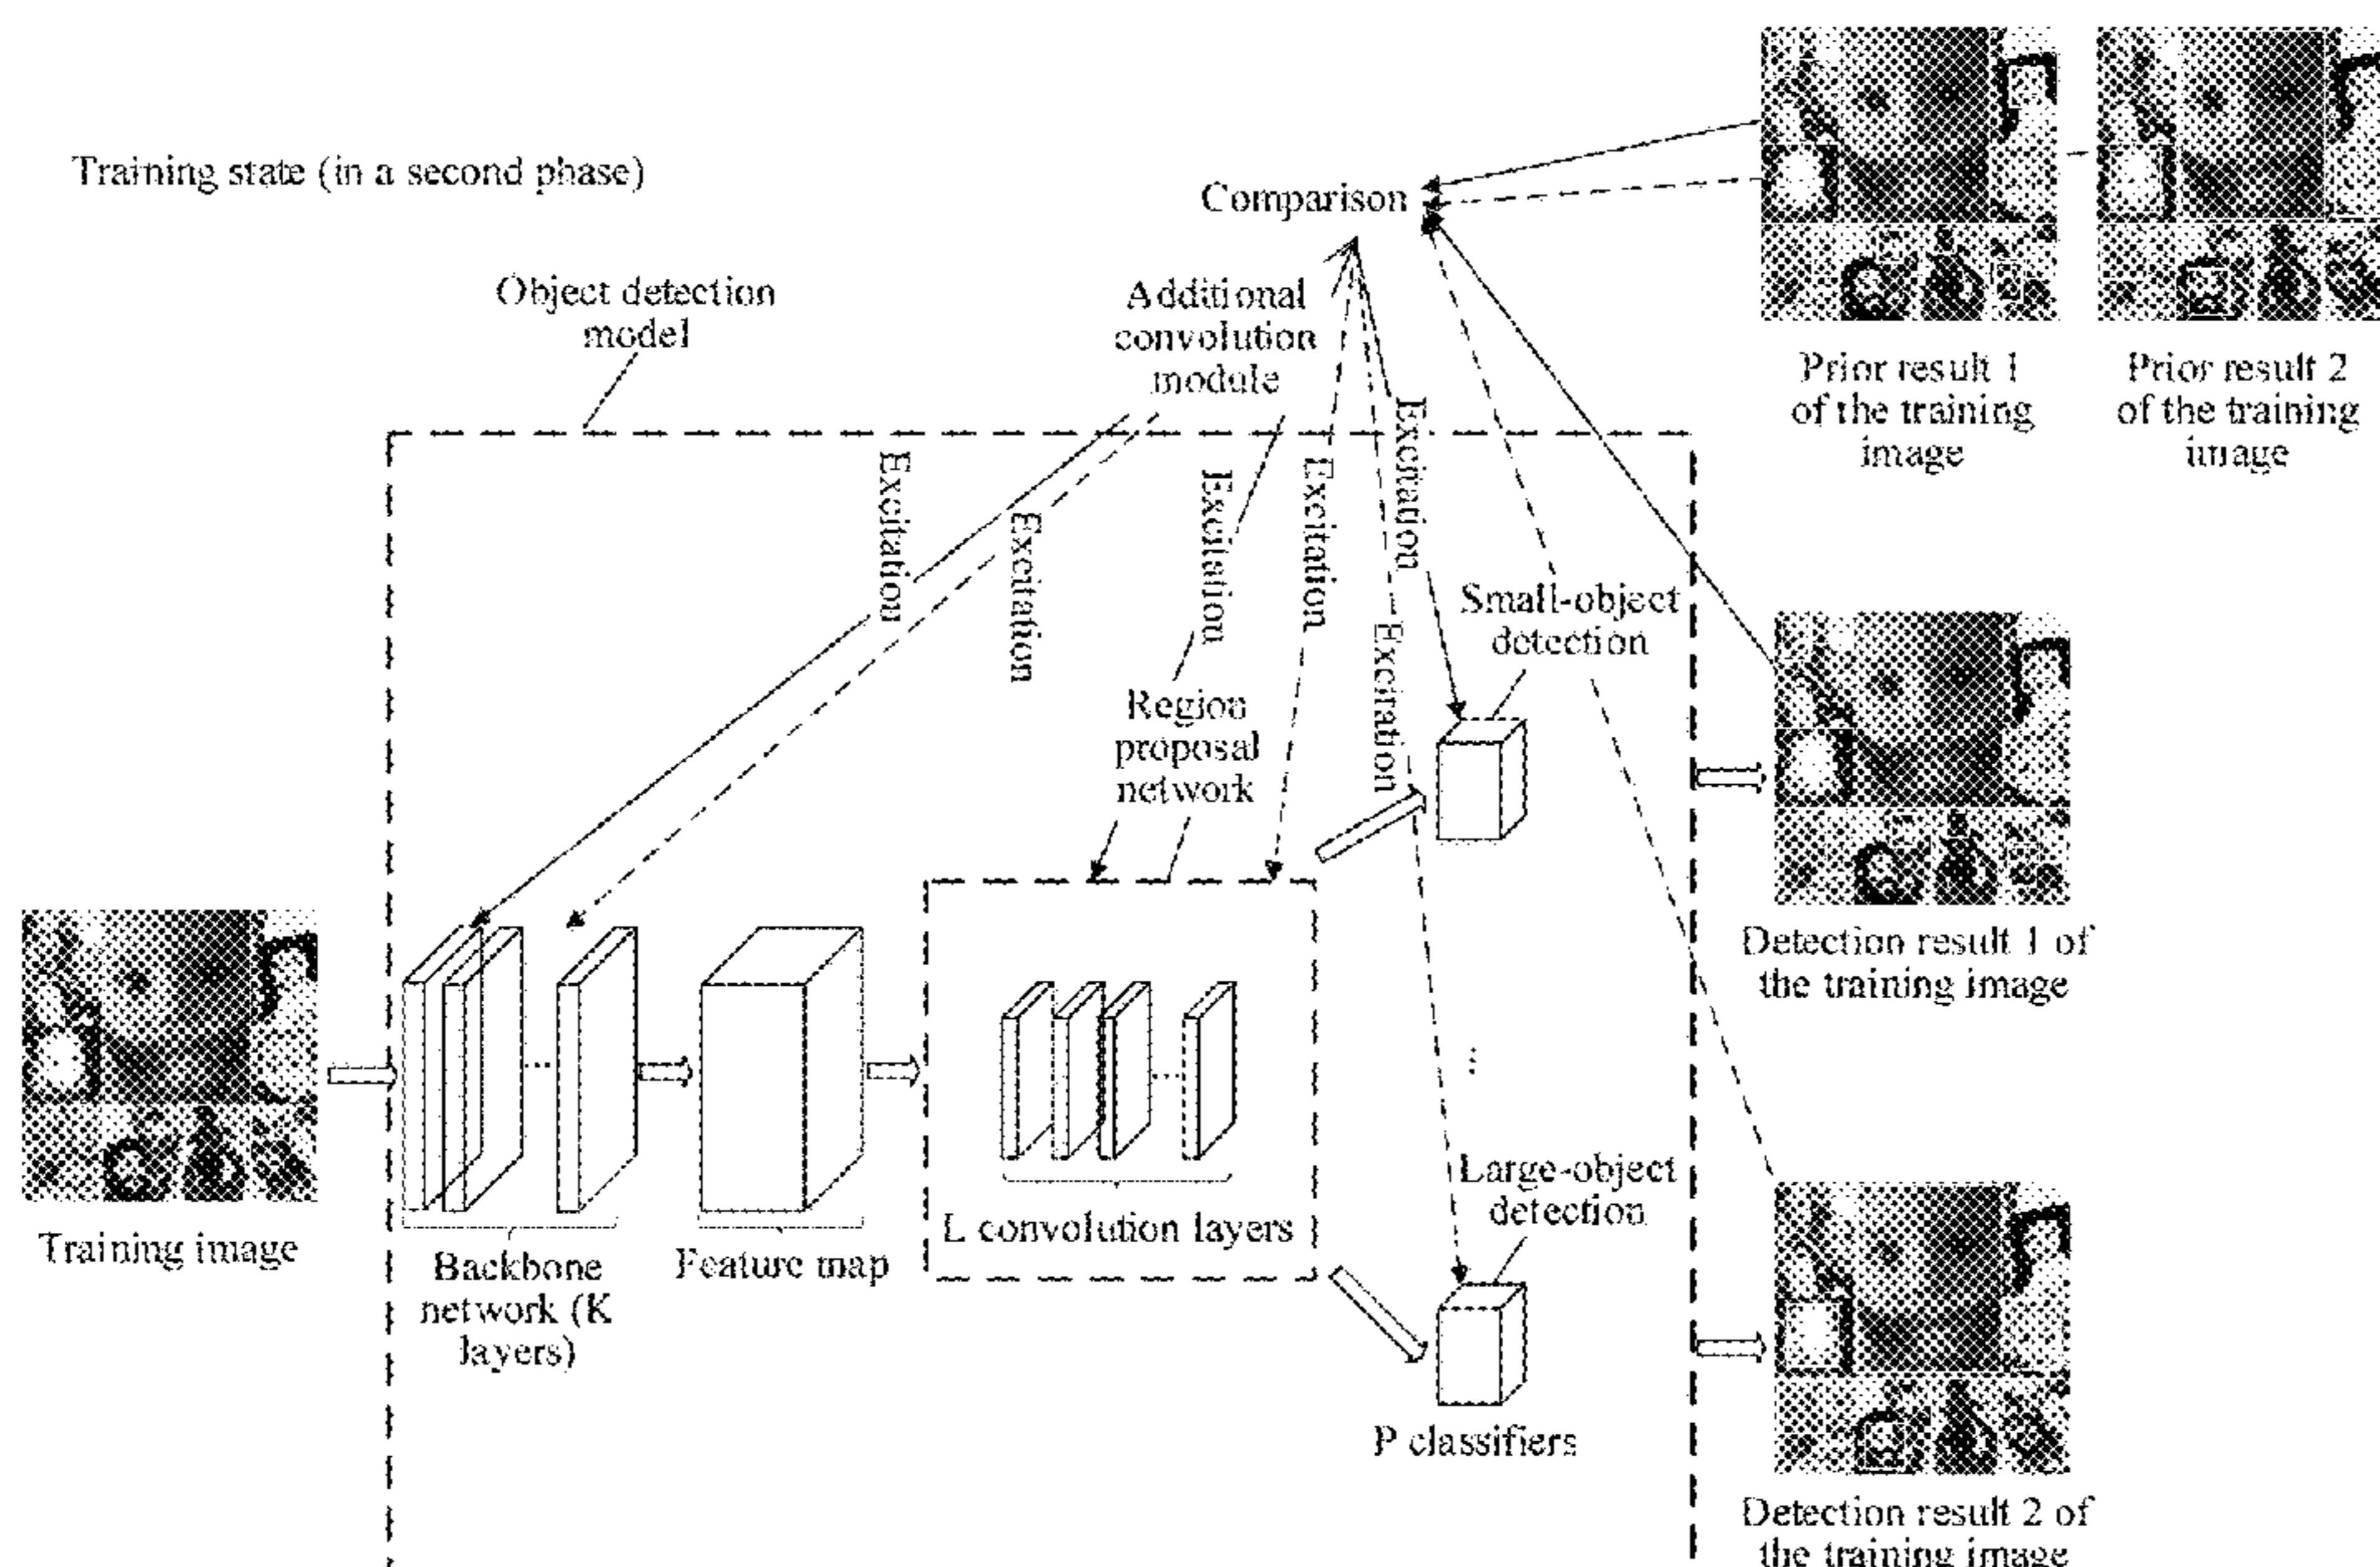 Training state (in a second phase)
Comparison
Object detection
model
Additional
convolution
module
Prior result 1
of the training
image
Prior result 2
of the training
image
Excitation
Excitation
Excitation
Excitation
Excitation
Excitation
Small-object
detection
Region
proposal
network
Detection result 1 of
the training image
Training image
Backbone
network (K
layers)
Feature map
L convolution layers
...
Large-object
detection
P classifiers
Detection result 2 of
the training image